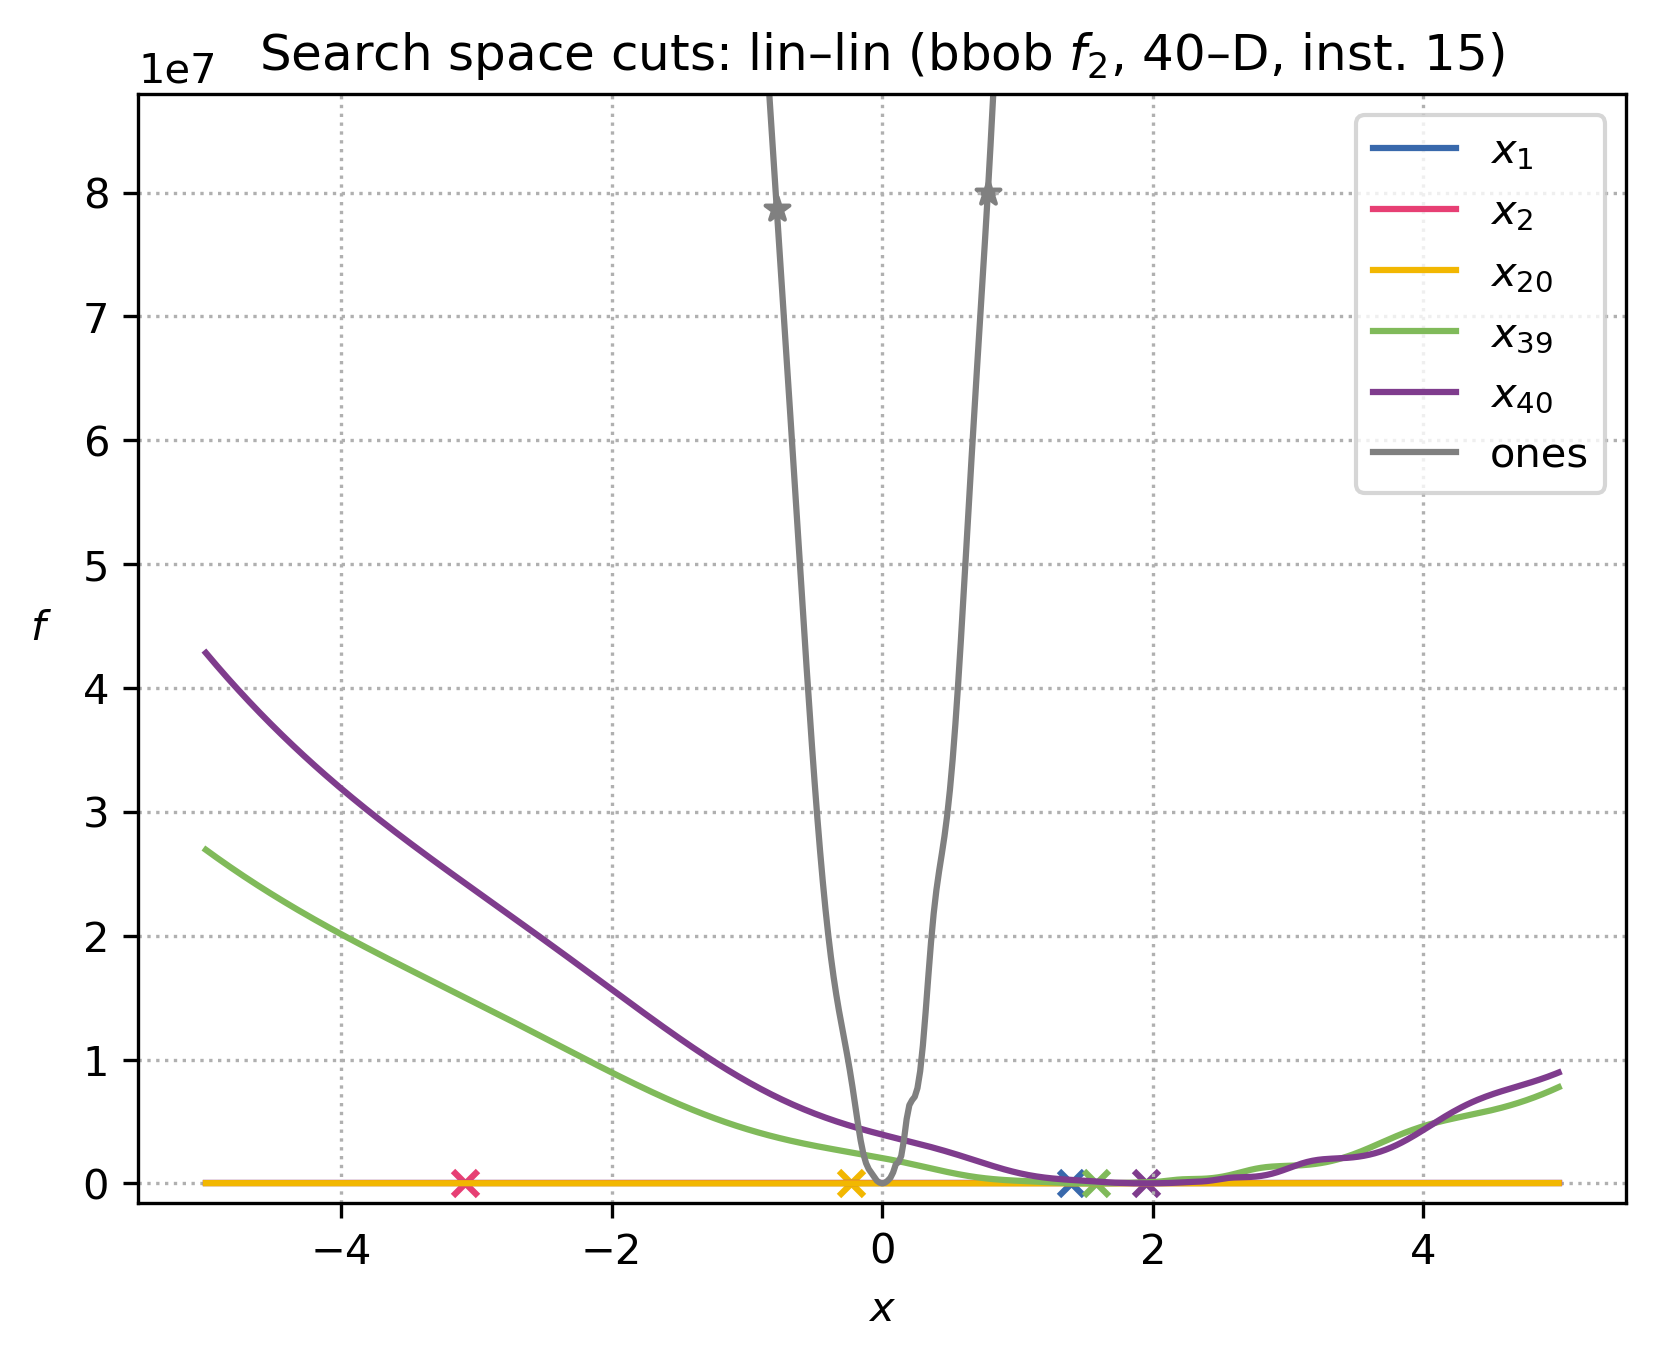 Search space cuts: lin–lin (bbob f₂, 40–D, inst. 15)
1e7
8
7
6
5
4
3
2
1
0
f
−4
−2
0
2
4
x
x₁
x₂
x₂₀
x₃₉
x₄₀
ones